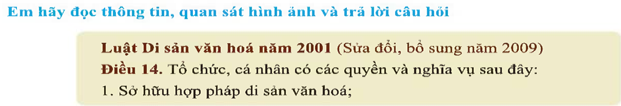 Em hãy đọc thông tin, quan sát hình ảnh và trả lời câu hỏi
Luật Di sản văn hoá năm 2001 (Sửa đổi, bổ sung năm 2009)
Điều 14. Tổ chức, cá nhân có các quyền và nghĩa vụ sau đây:
1. Sở hữu hợp pháp di sản văn hoá;